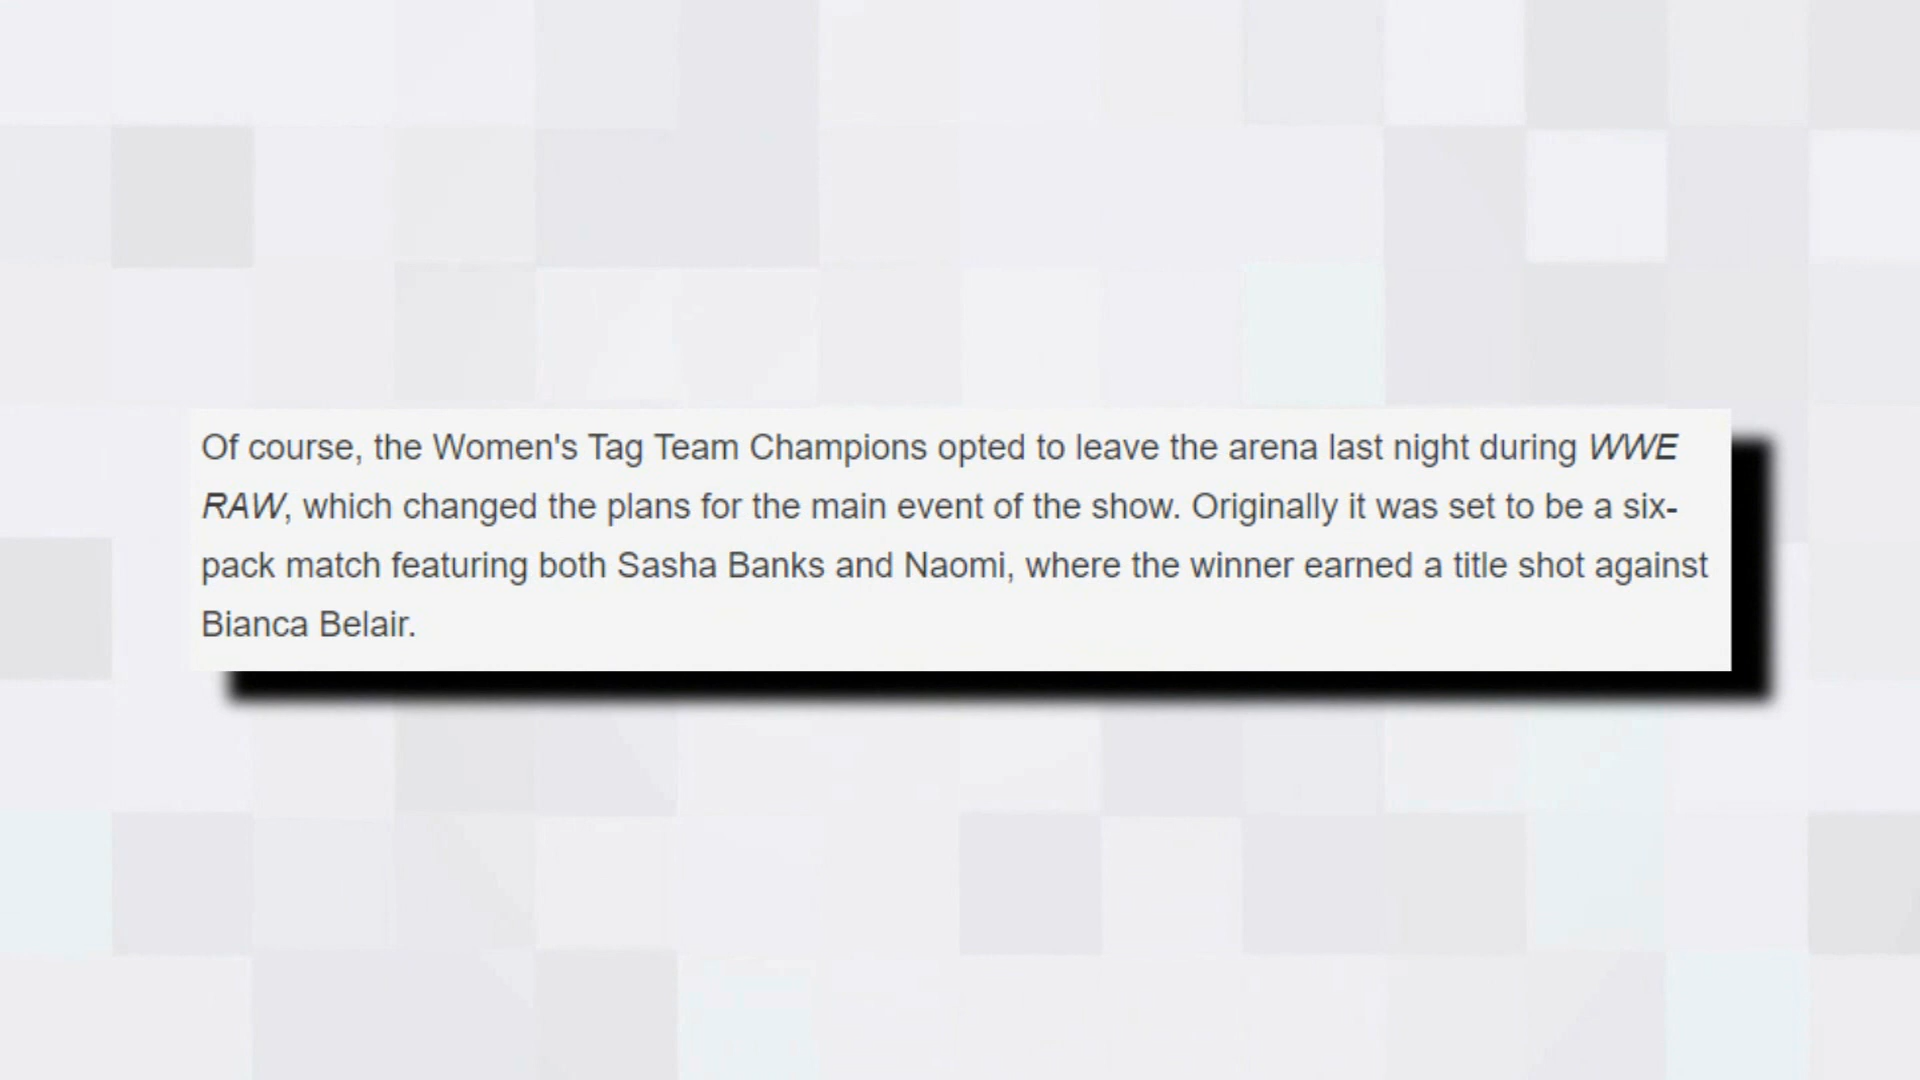 Of course, the Women's Tag Team Champions opted to leave the arena last night during WWE
RAW, which changed the plans for the main event of the show. Originally it was set to be a six-
pack match featuring both Sasha Banks and Naomi, where the winner earned a title shot against
Bianca Belair.